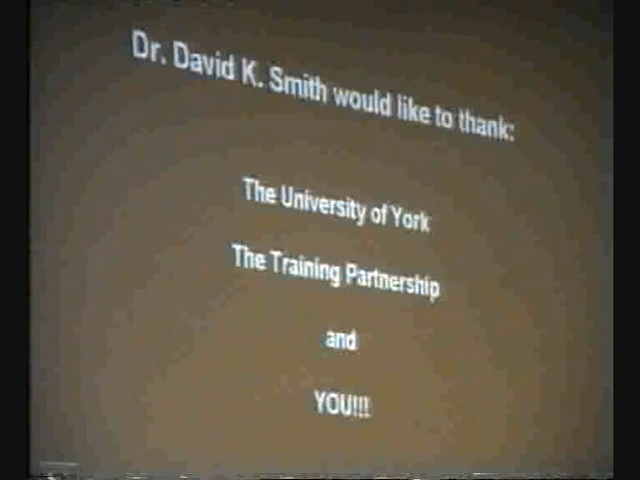 Dr. David K. Smith would like to thank:
The University of York
The Training Partnership
and
YOU!!!